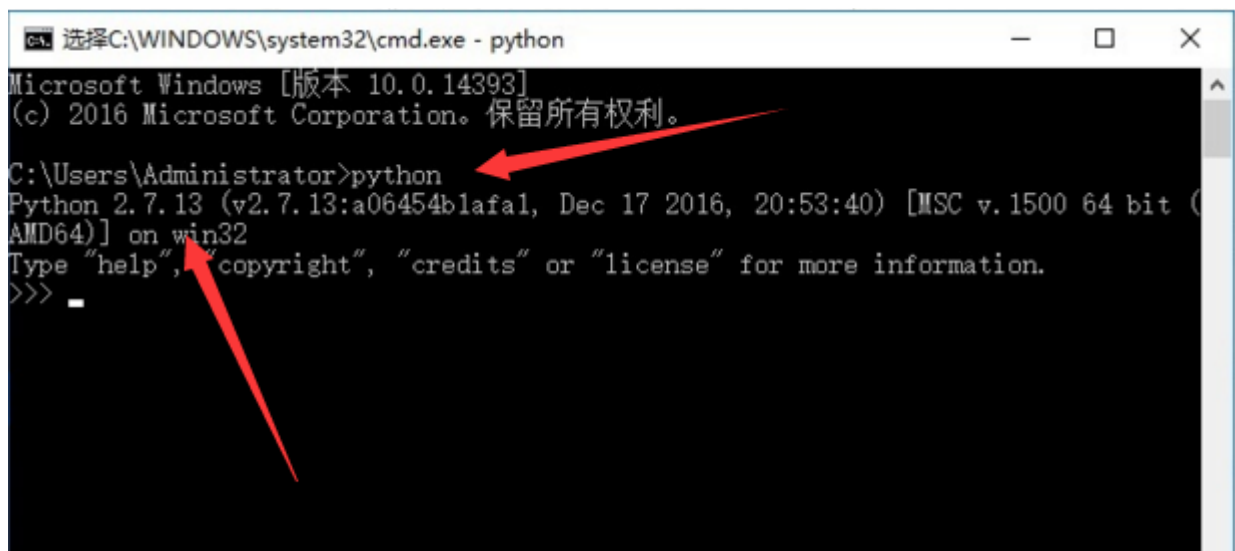 选择C:\WINDOWS\system32\cmd.exe - python
Microsoft Windows [版本 10.0.14393]
(c) 2016 Microsoft Corporation。保留所有权利。
C:\Users\Administrator>python
Python 2.7.13 (v2.7.13:a06454b1afa1, Dec 17 2016, 20:53:40) [MSC v.1500 64 bit (
AMD64)] on win32
Type "help", "copyright", "credits" or "license" for more information.
>>>